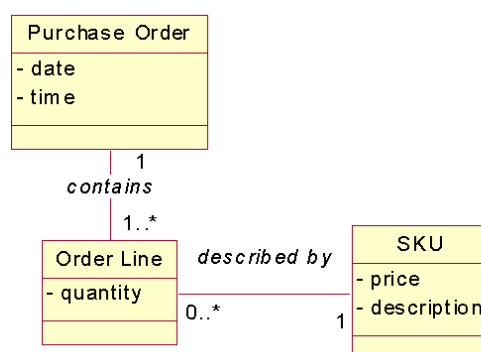 Purchase Order
- date
- time
1
contains
1..*
Order Line
- quantity
described by
0..*
1
SKU
- price
- description